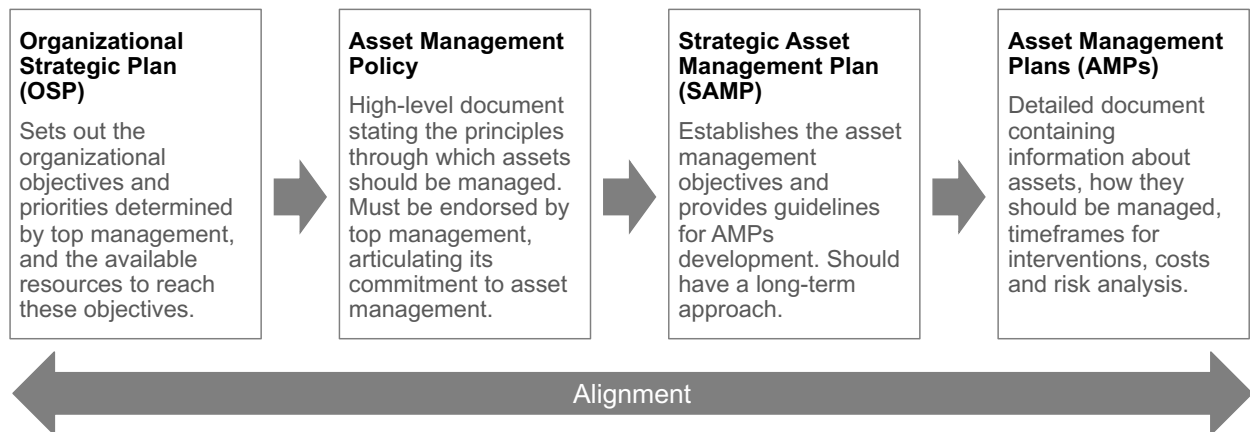 Organizational
Strategic Plan
(OSP)
Sets out the
organizational
objectives and
priorities determined
by top management,
and the available
resources to reach
these objectives.
Asset Management
Policy
High-level document
stating the principles
through which assets
should be managed.
Must be endorsed by
top management,
articulating its
commitment to asset
management.
Strategic Asset
Management Plan
(SAMP)
Establishes the asset
management
objectives and
provides guidelines
for AMPs
development. Should
have a long-term
approach.
Asset Management
Plans (AMPs)
Detailed document
containing
information about
assets, how they
should be managed,
timeframes for
interventions, costs
and risk analysis.
Alignment